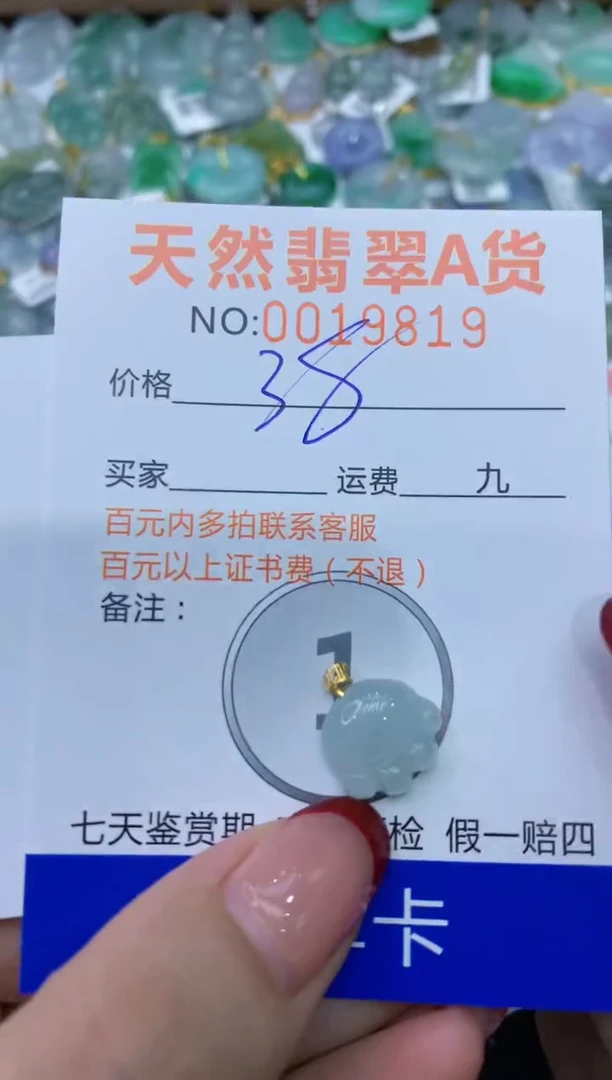 天然翡翠A货
NO:0019819
价格 38
买家 运费 九
百元内多拍联系客服
百元以上证书费(不退)
备注：
1
七天鉴赏期 检 假一赔四
卡